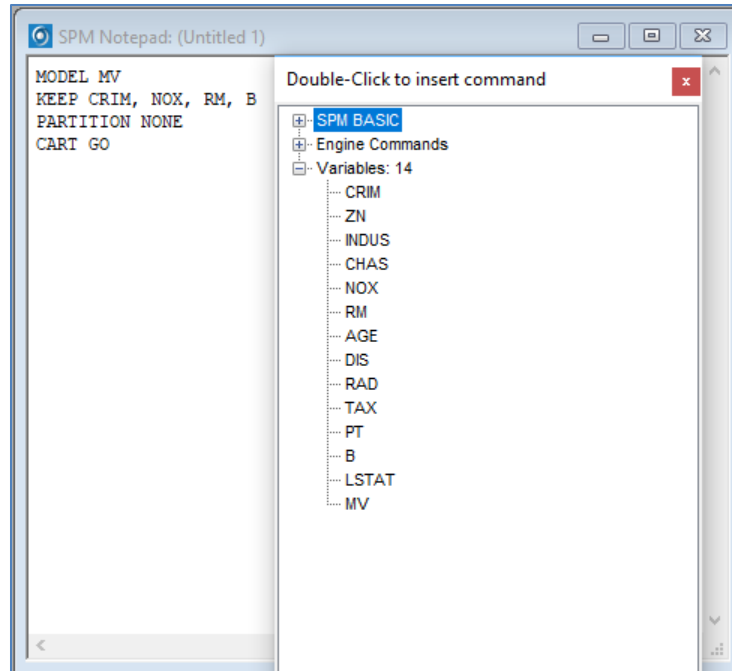 SPM Notepad: (Untitled 1)
MODEL MV
KEEP CRIM, NOX, RM, B
PARTITION NONE
CART GO
Double-Click to insert command
x
SPM BASIC
Engine Commands
Variables: 14
CRIM
ZN
INDUS
CHAS
NOX
RM
AGE
DIS
RAD
TAX
PT
B
LSTAT
MV